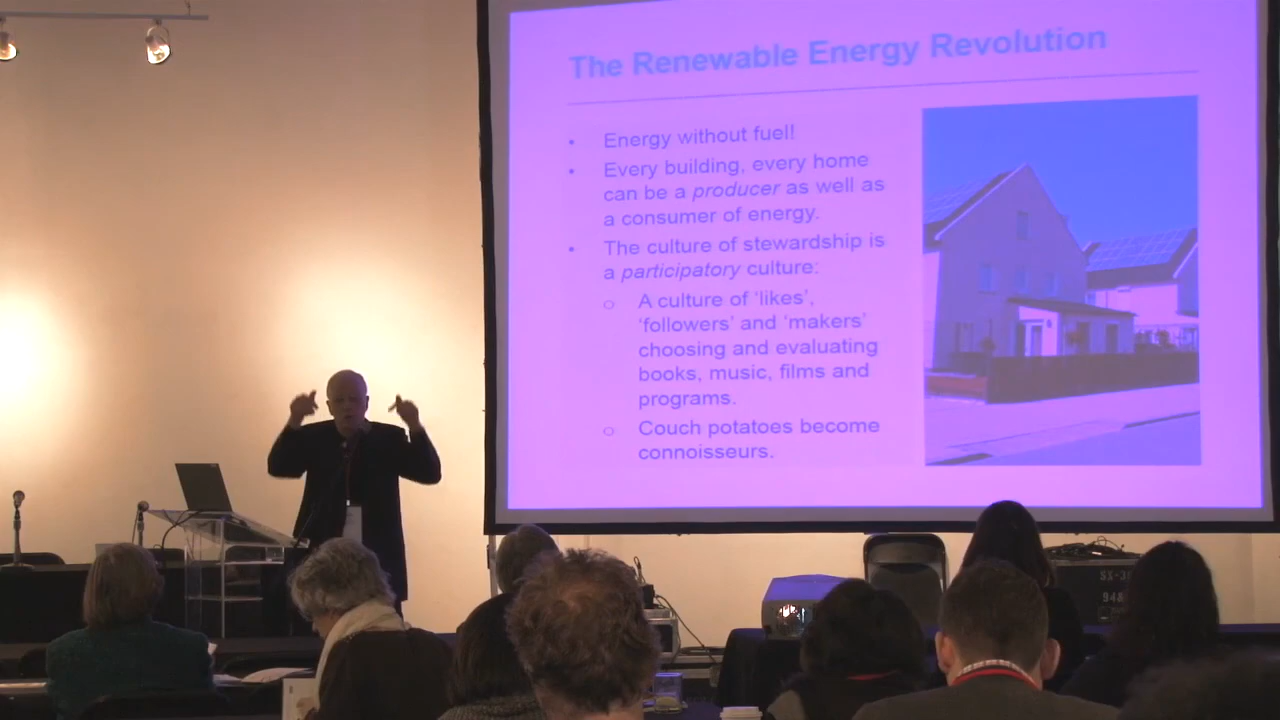 The Renewable Energy Revolution
• Energy without fuel!
• Every building, every home
can be a producer as well as
a consumer of energy.
• The culture of stewardship is
a participatory culture:
o A culture of ‘likes’,
‘followers’ and ‘makers’
choosing and evaluating
books, music, films and
programs.
o Couch potatoes become
connoisseurs.
948